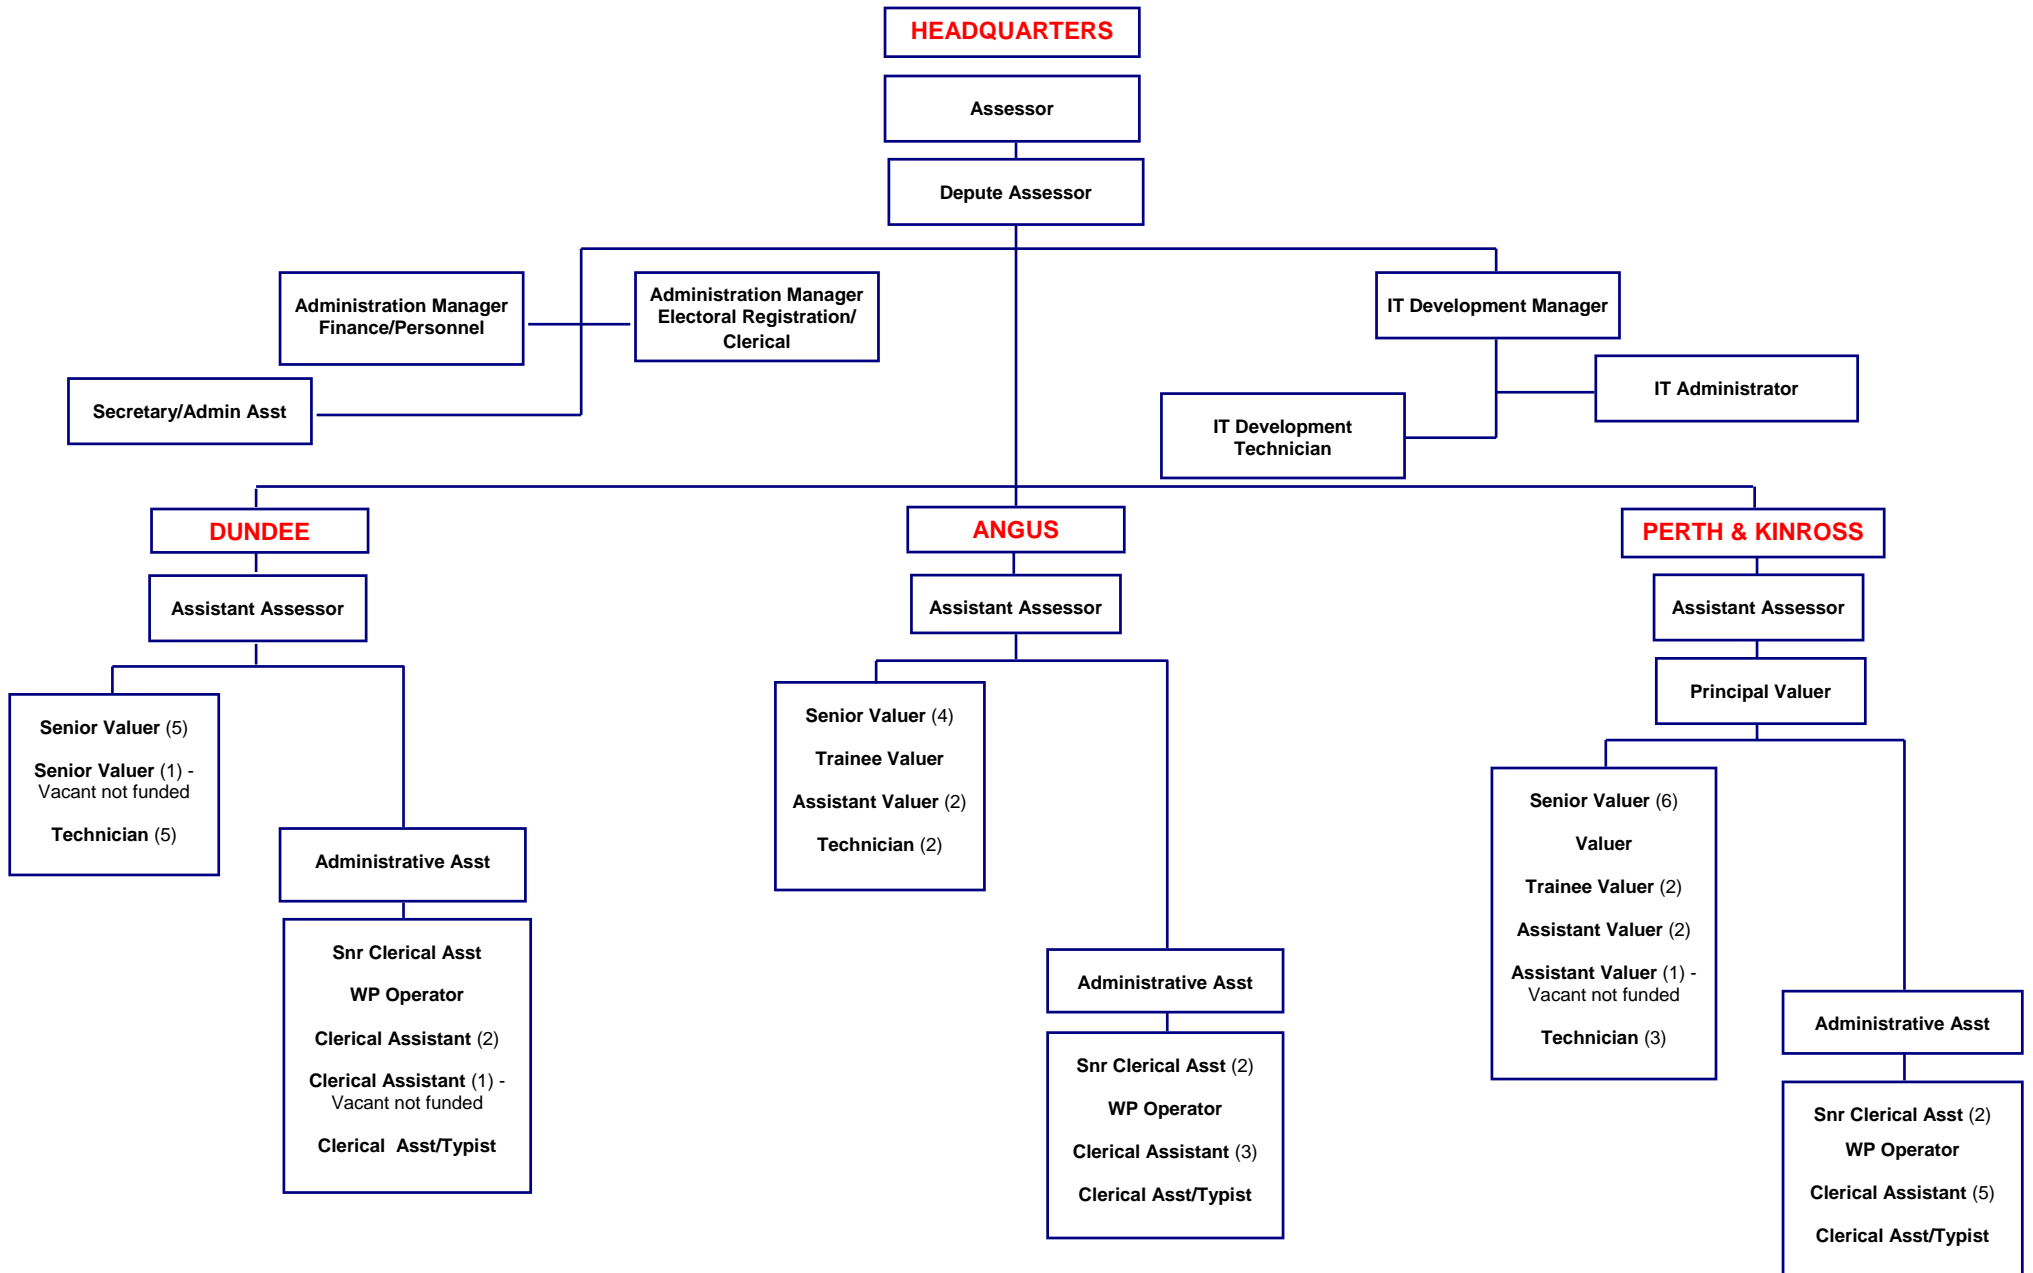 HEADQUARTERS
Assessor
Depute Assessor
Administration Manager
Finance/Personnel
Administration Manager
Electoral Registration/
Clerical
IT Development Manager
Secretary/Admin Asst
IT Administrator
IT Development
Technician
DUNDEE
Assistant Assessor
Senior Valuer (5)
Senior Valuer (1) -
Vacant not funded
Technician (5)
Administrative Asst
Snr Clerical Asst
WP Operator
Clerical Assistant (2)
Clerical Assistant (1) -
Vacant not funded
Clerical  Asst/Typist
ANGUS
Assistant Assessor
Senior Valuer (4)
Trainee Valuer
Assistant Valuer (2)
Technician (2)
Administrative Asst
Snr Clerical Asst (2)
WP Operator
Clerical Assistant (3)
Clerical Asst/Typist
PERTH & KINROSS
Assistant Assessor
Principal Valuer
Senior Valuer (6)
Valuer
Trainee Valuer (2)
Assistant Valuer (2)
Assistant Valuer (1) -
Vacant not funded
Technician (3)
Administrative Asst
Snr Clerical Asst (2)
WP Operator
Clerical Assistant (5)
Clerical Asst/Typist